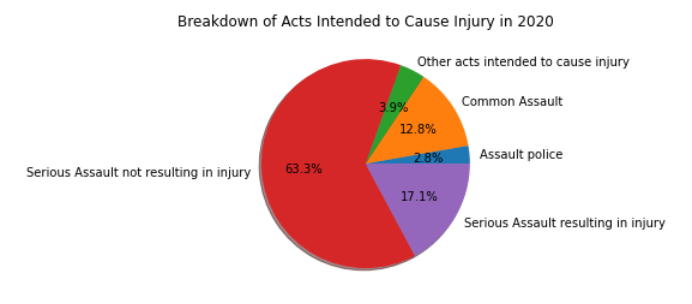 Breakdown of Acts Intended to Cause Injury in 2020
Other acts intended to cause injury
3.9%
Common Assault
12.8%
Assault police
2.8%
Serious Assault not resulting in injury
63.3%
17.1%
Serious Assault resulting in injury